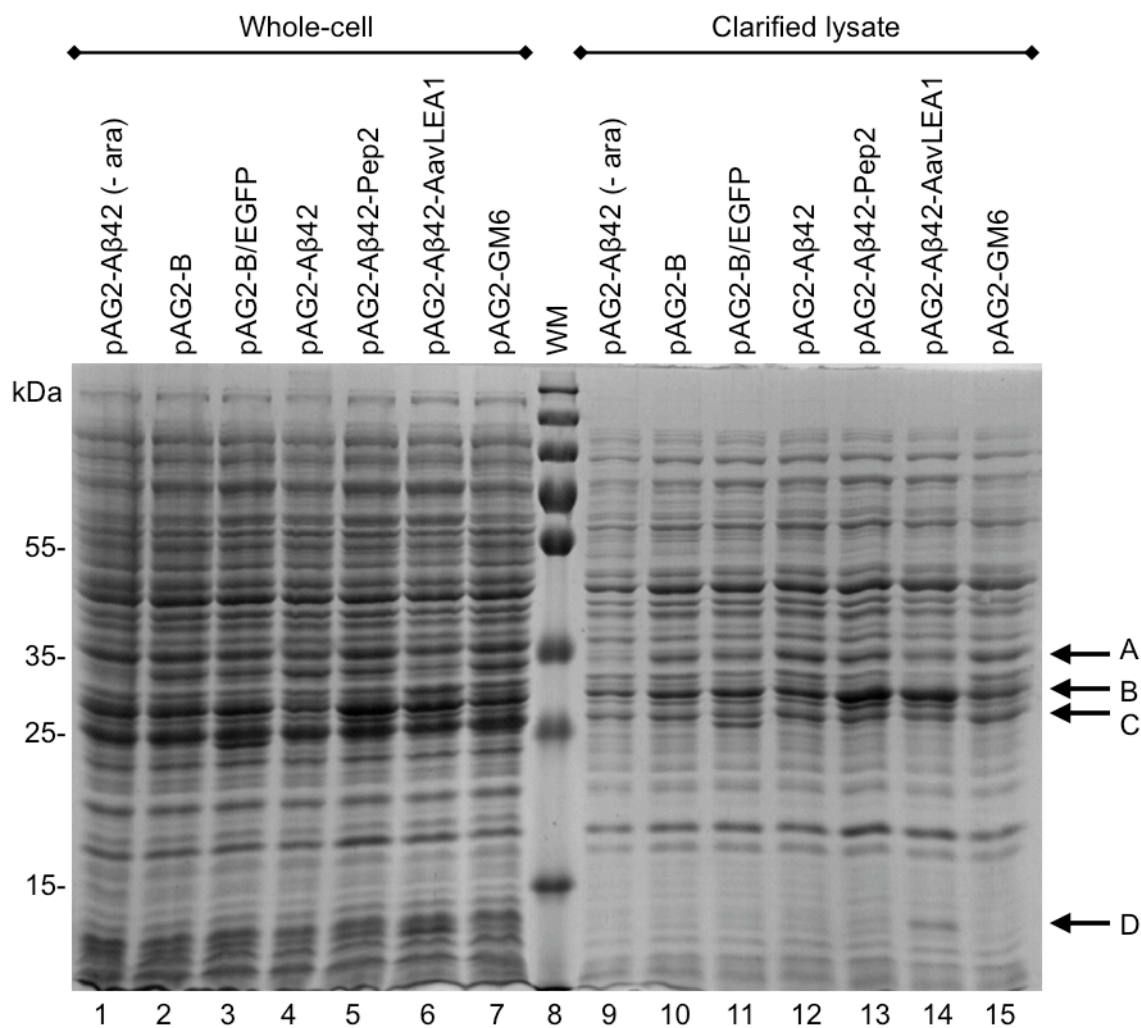 Whole-cell
Clarified lysate
pAG2-Aβ42 (- ara)
pAG2-B
pAG2-B/EGFP
pAG2-Aβ42
pAG2-Aβ42-Pep2
pAG2-Aβ42-AavLEA1
pAG2-GM6
WM
pAG2-Aβ42 (- ara)
pAG2-B
pAG2-B/EGFP
pAG2-Aβ42
pAG2-Aβ42-Pep2
pAG2-Aβ42-AavLEA1
pAG2-GM6
kDa
55-
35-
25-
15-
A
B
C
D
1 2 3 4 5 6 7 8 9 10 11 12 13 14 15